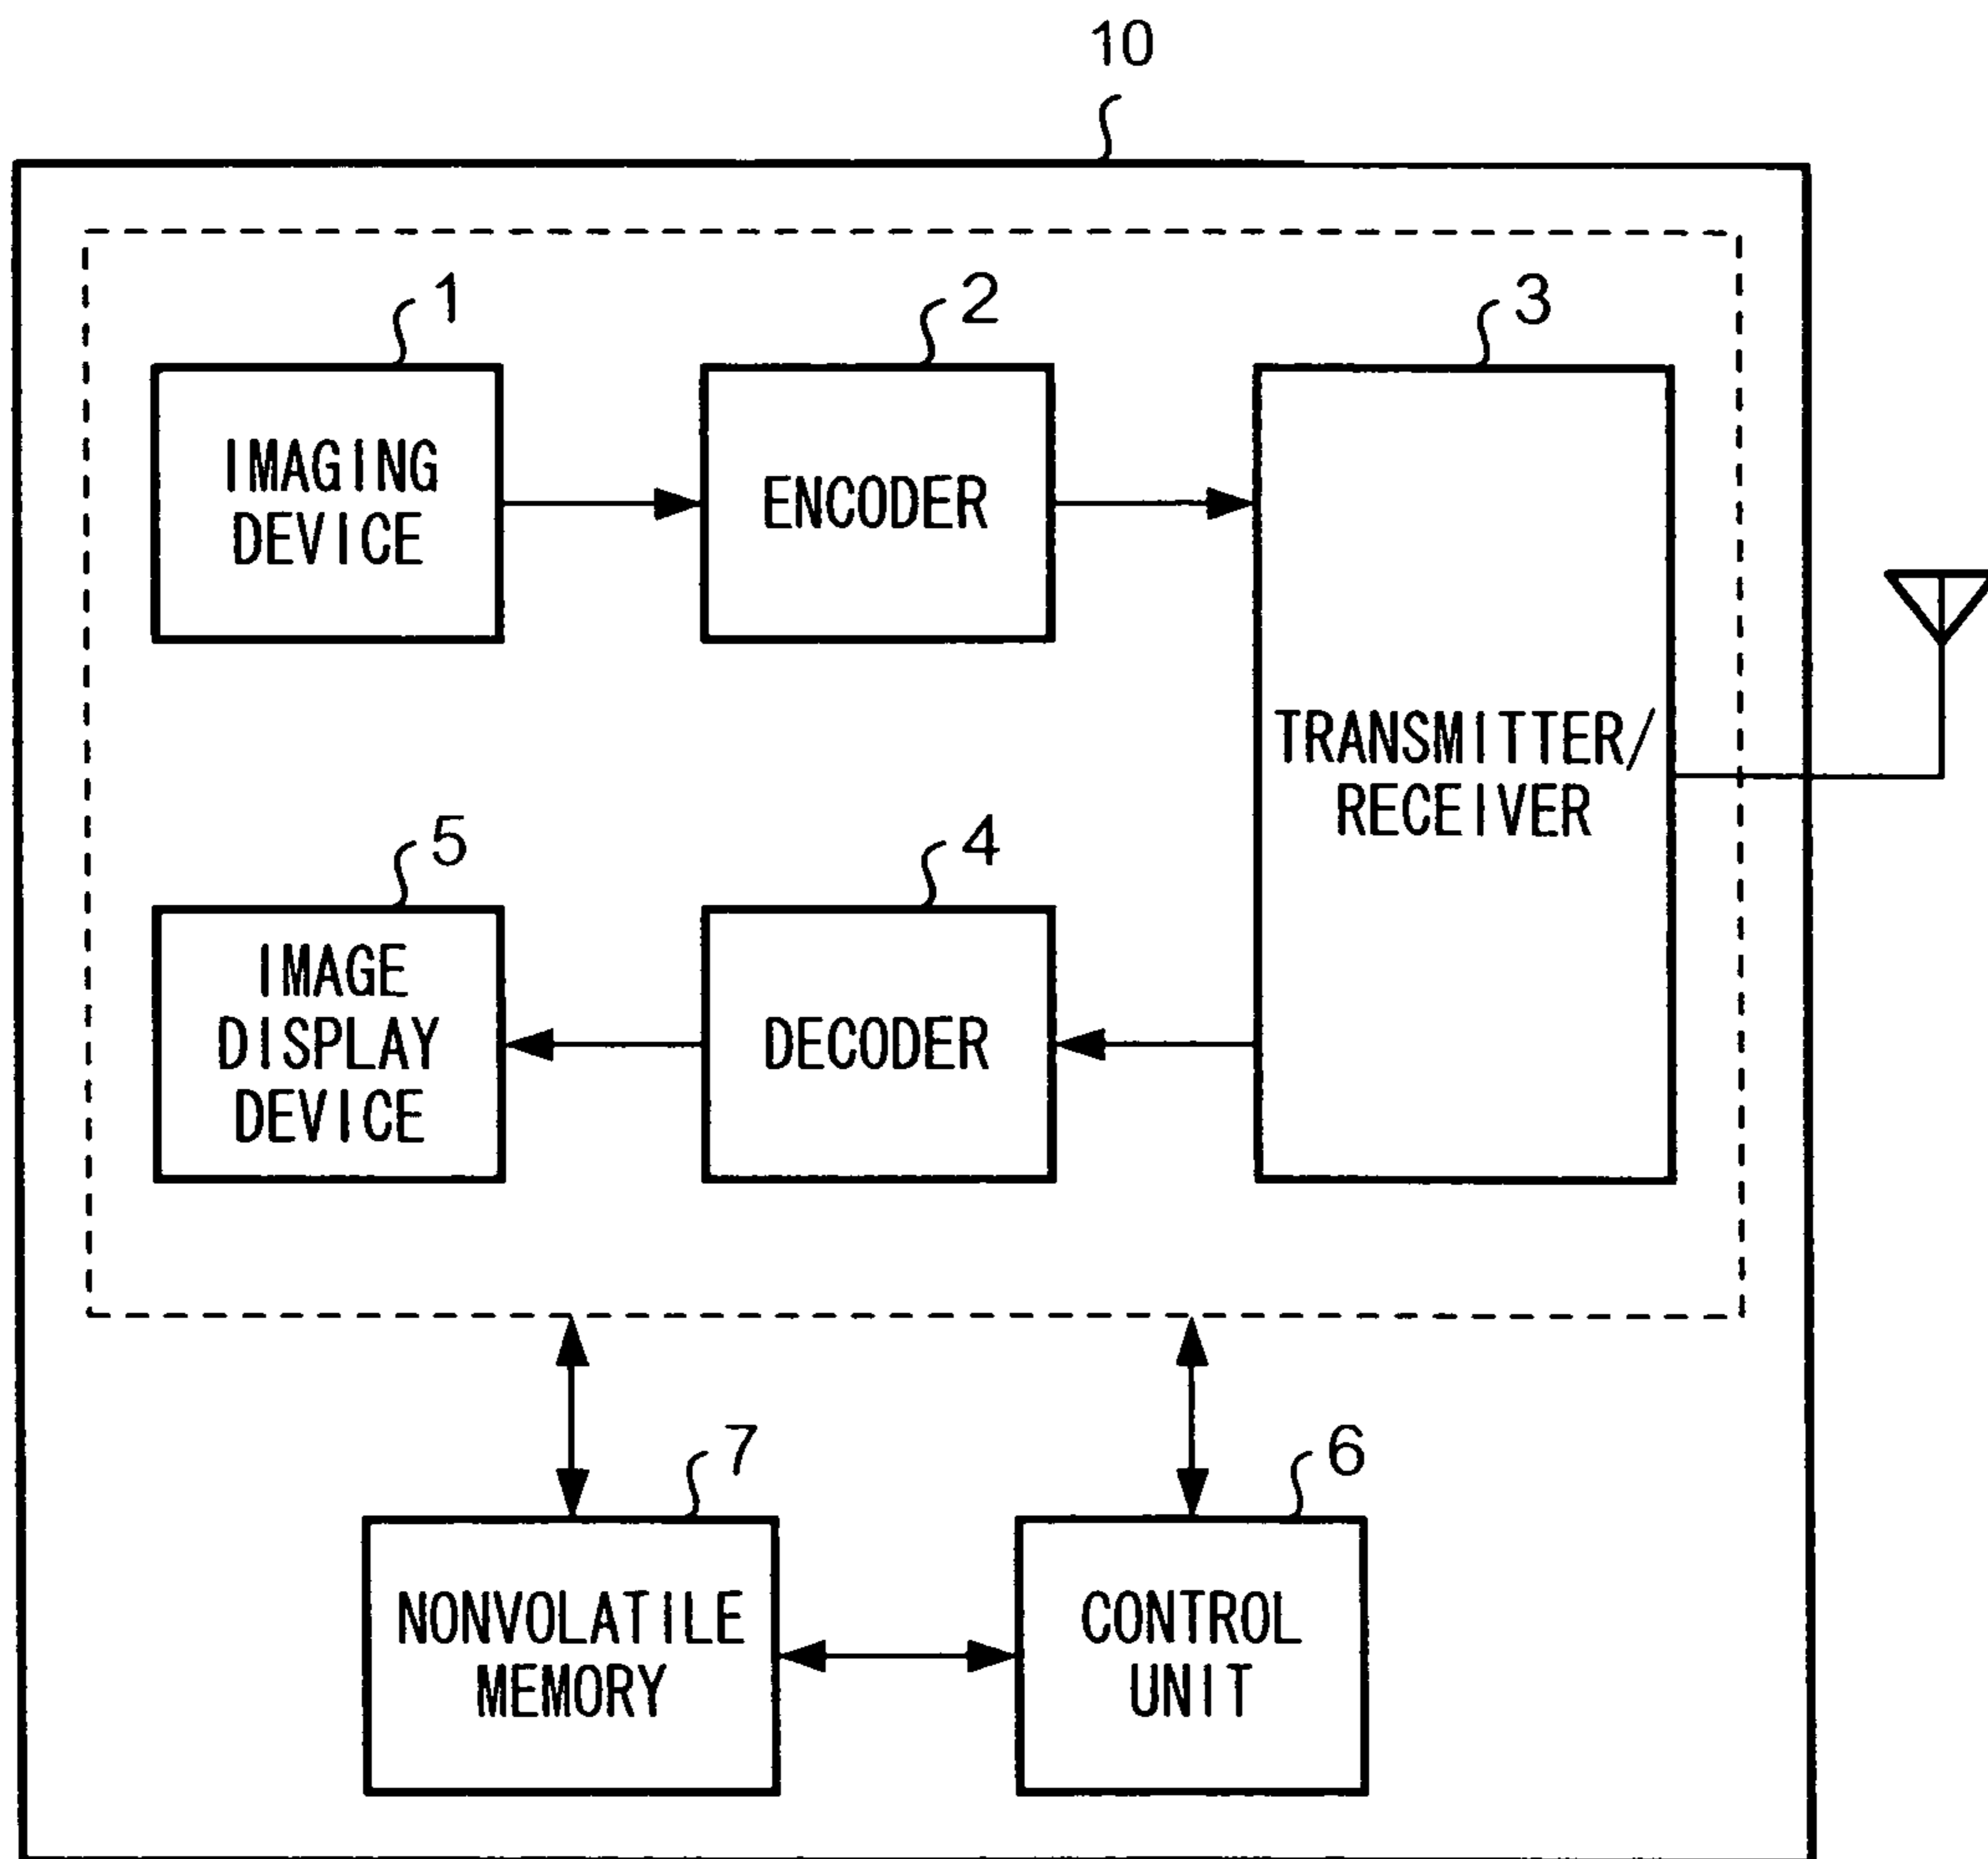 10
1
2
3
IMAGING
DEVICE
ENCODER
TRANSMITTER/
RECEIVER
5
4
IMAGE
DISPLAY
DEVICE
DECODER
7
6
NONVOLATILE
MEMORY
CONTROL
UNIT